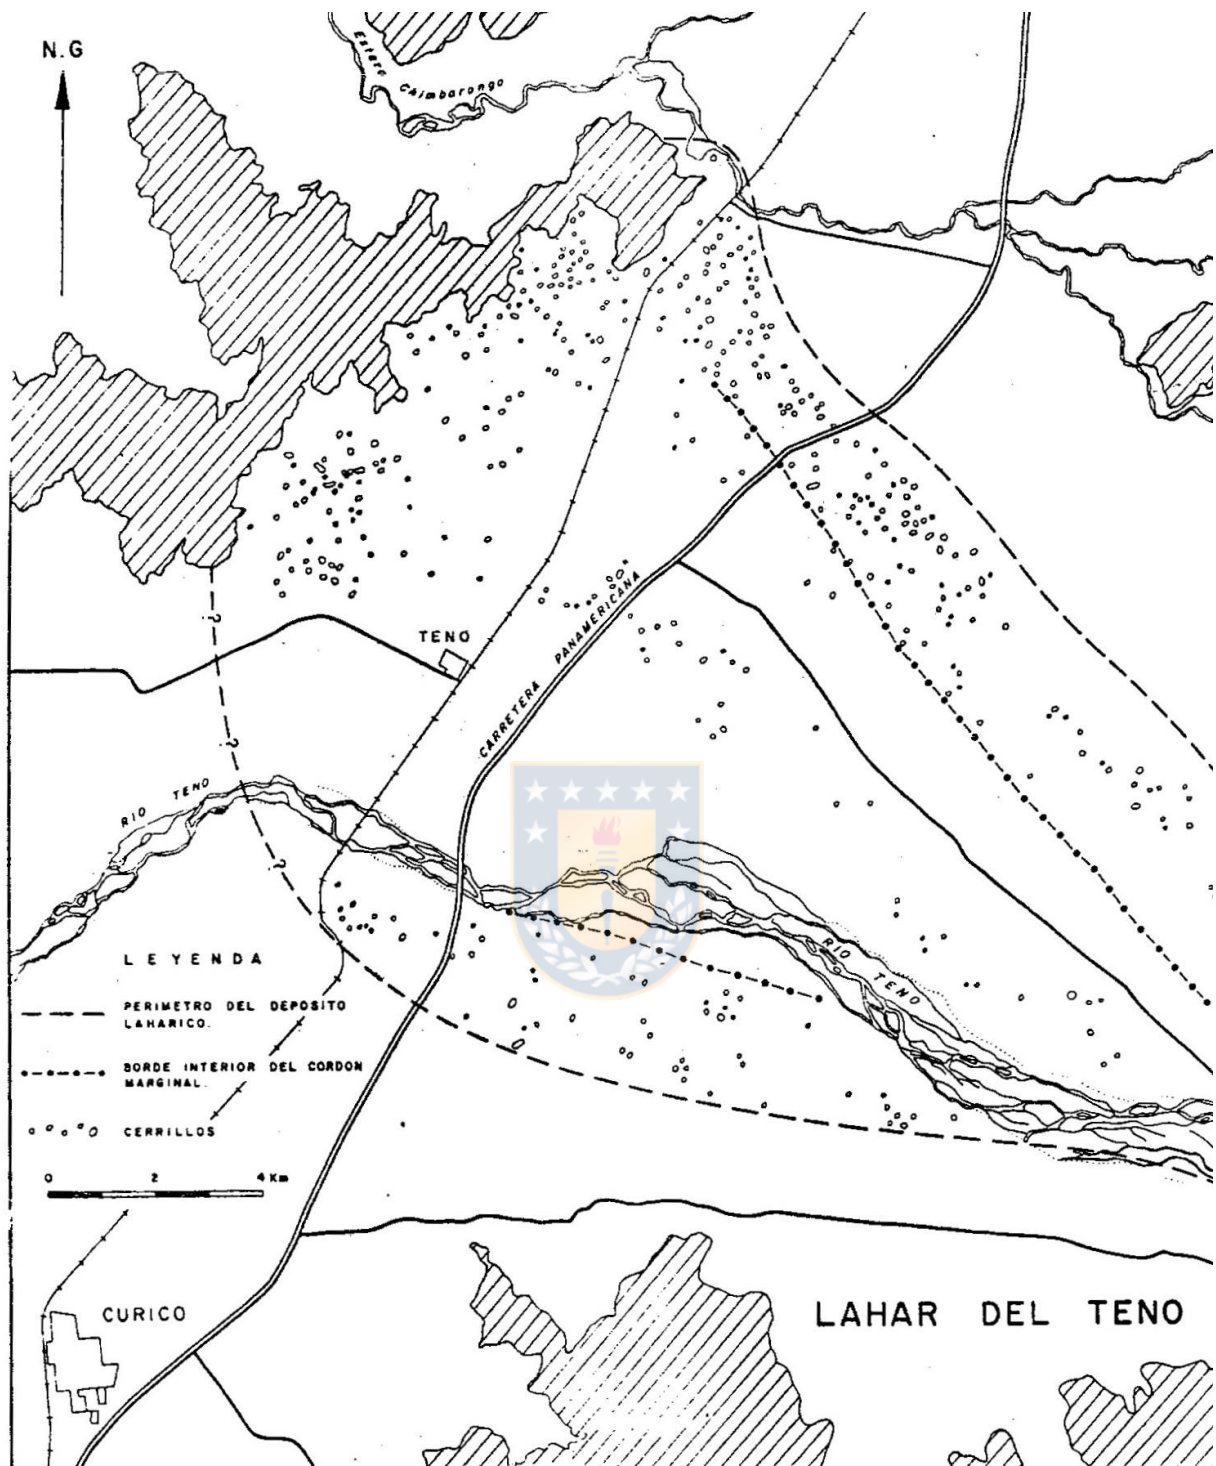 N.G
Estero Chimbarongo
TENO
CARRETERA PANAMERICANA
RIO TENO
RIO TENO
?
?
?
LEYENDA
PERIMETRO DEL DEPOSITO
LAHARICO.
BORDE INTERIOR DEL CORDON
MARGINAL.
CERRILLOS
0 2 4 Km
CURICO
LAHAR DEL TENO